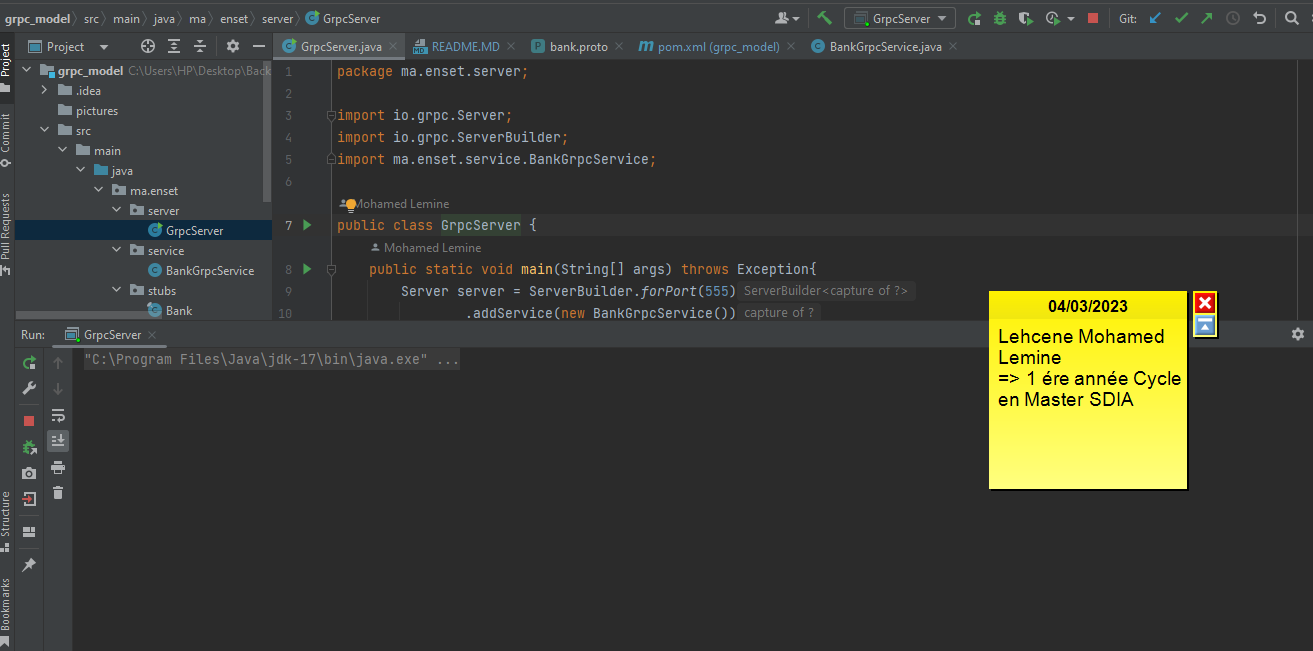 grpc_model src main java ma enset server GrpcServer
GrpcServer
Git:
Project
GrpcServer.java
README.MD
bank.proto
pom.xml (grpc_model)
BankGrpcService.java
Project
Commit
Pull Requests
Structure
Bookmarks
grpc_model C:\Users\HP\Desktop\Back
.idea
pictures
src
main
java
ma.enset
server
GrpcServer
service
BankGrpcService
stubs
Bank
1 package ma.enset.server;
2
3 import io.grpc.Server;
4 import io.grpc.ServerBuilder;
5 import ma.enset.service.BankGrpcService;
6
Mohamed Lemine
7 public class GrpcServer {
Mohamed Lemine
8 public static void main(String[] args) throws Exception{
9 Server server = ServerBuilder.forPort(555) ServerBuilder<capture of ?>
10 .addService(new BankGrpcService()) capture of ?
Run: GrpcServer
"C:\Program Files\Java\jdk-17\bin\java.exe" ...
04/03/2023
Lehcene Mohamed
Lemine
=> 1 ére année Cycle
en Master SDIA